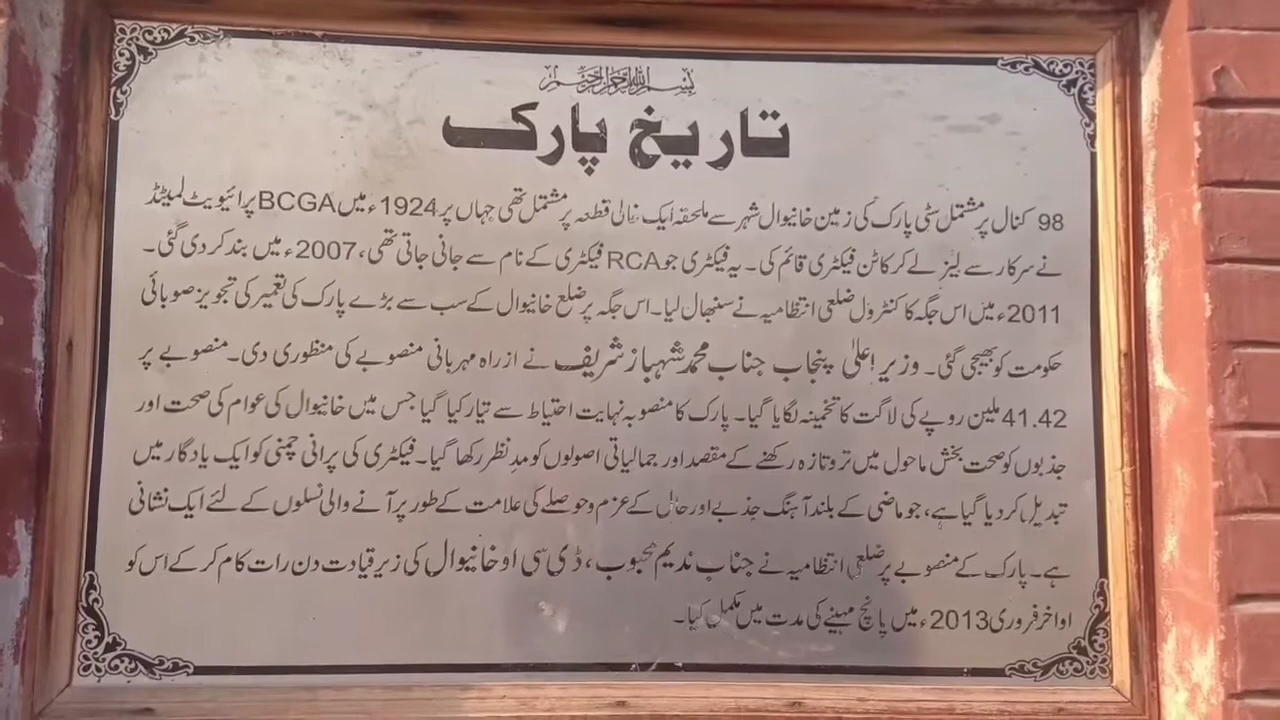 بسم الله الرحمن الرحيم
تاریخ پارک
98 کنال پر مشتمل سٹی پارک کی زمین خانیوال شہر سے ملحقہ ایک خالی قطعہ پر مشتمل تھی جہاں پر 1924ء میں BCGA پرائیویٹ لمیٹڈ
نے سرکار سے لیز لے کر کاٹن فیکٹری قائم کی۔ یہ فیکٹری جو RCA فیکٹری کے نام سے جانی جاتی تھی، 2007ء میں بند کر دی گئی۔
2011ء میں اس جگہ کا کنٹرول ضلعی انتظامیہ نے سنبھال لیا۔ اس جگہ پر ضلع خانیوال کے سب سے بڑے پارک کی تعمیر کی تجویز صوبائی
حکومت کو بھیجی گئی۔ وزیر اعلیٰ پنجاب جناب محمد شہباز شریف نے ازراہ مہربانی منصوبے کی منظوری دی۔ منصوبے پر
41.42 ملین روپے کی لاگت کا تخمینہ لگایا گیا۔ پارک کا منصوبہ نہایت احتیاط سے تیار کیا گیا جس میں خانیوال کی عوام کی صحت اور
جذبوں کو صحت بخش ماحول میں تروتازہ رکھنے کے مقصد اور جمالیاتی اصولوں کو مدِنظر رکھا گیا۔ فیکٹری کی پرانی چمنی کو ایک یادگار میں
تبدیل کر دیا گیا ہے، جو ماضی کے بلند آہنگ جذبے اور حال کے عزم و حوصلے کی علامت کے طور پر آنے والی نسلوں کے لئے ایک نشانی
ہے۔ پارک کے منصوبے پر ضلعی انتظامیہ نے جناب ندیم محبوب، ڈی سی او خانیوال کی زیر قیادت دن رات کام کر کے اس کو
اواخر فروری 2013ء میں پانچ مہینے کی مدت میں مکمل کیا۔